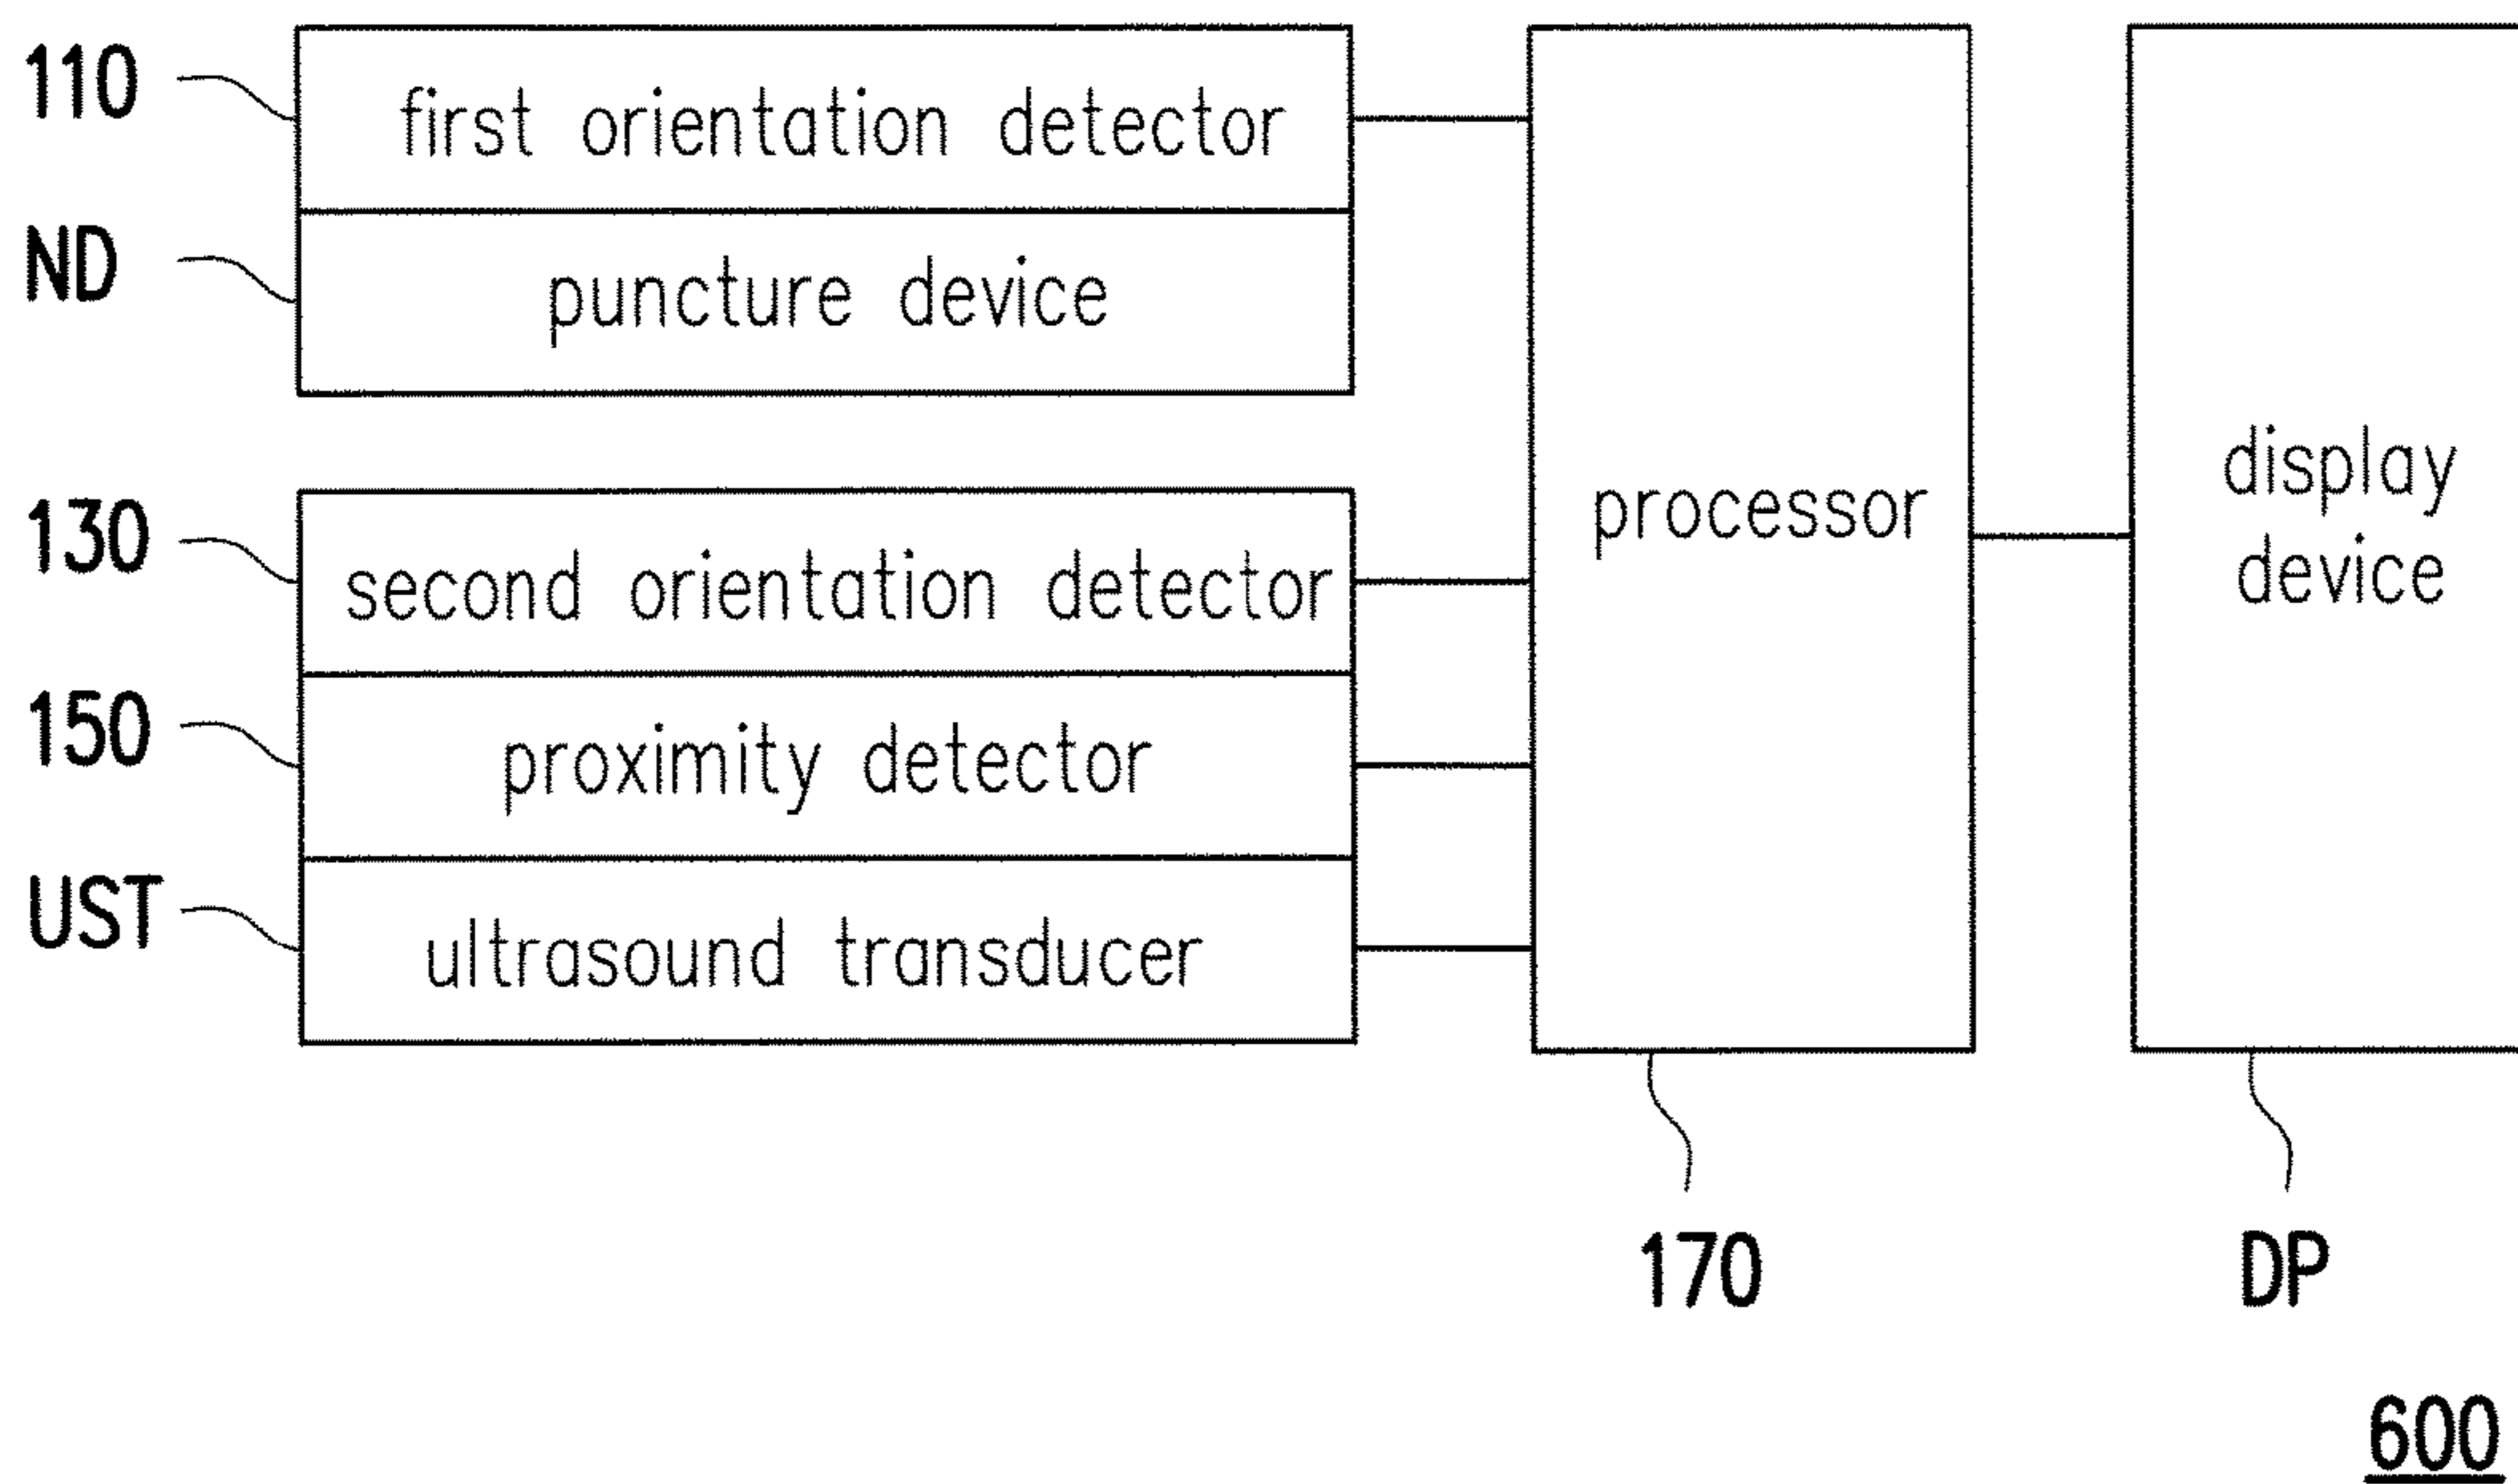 110
first orientation detector
ND
puncture device
130
second orientation detector
150
proximity detector
UST
ultrasound transducer
processor
display
device
170
DP
600